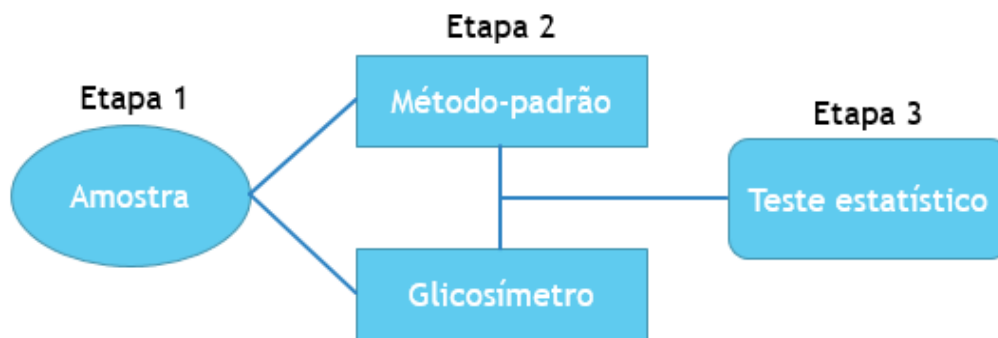 Etapa 1
Amostra
Etapa 2
Método-padrão
Glicosímetro
Etapa 3
Teste estatístico